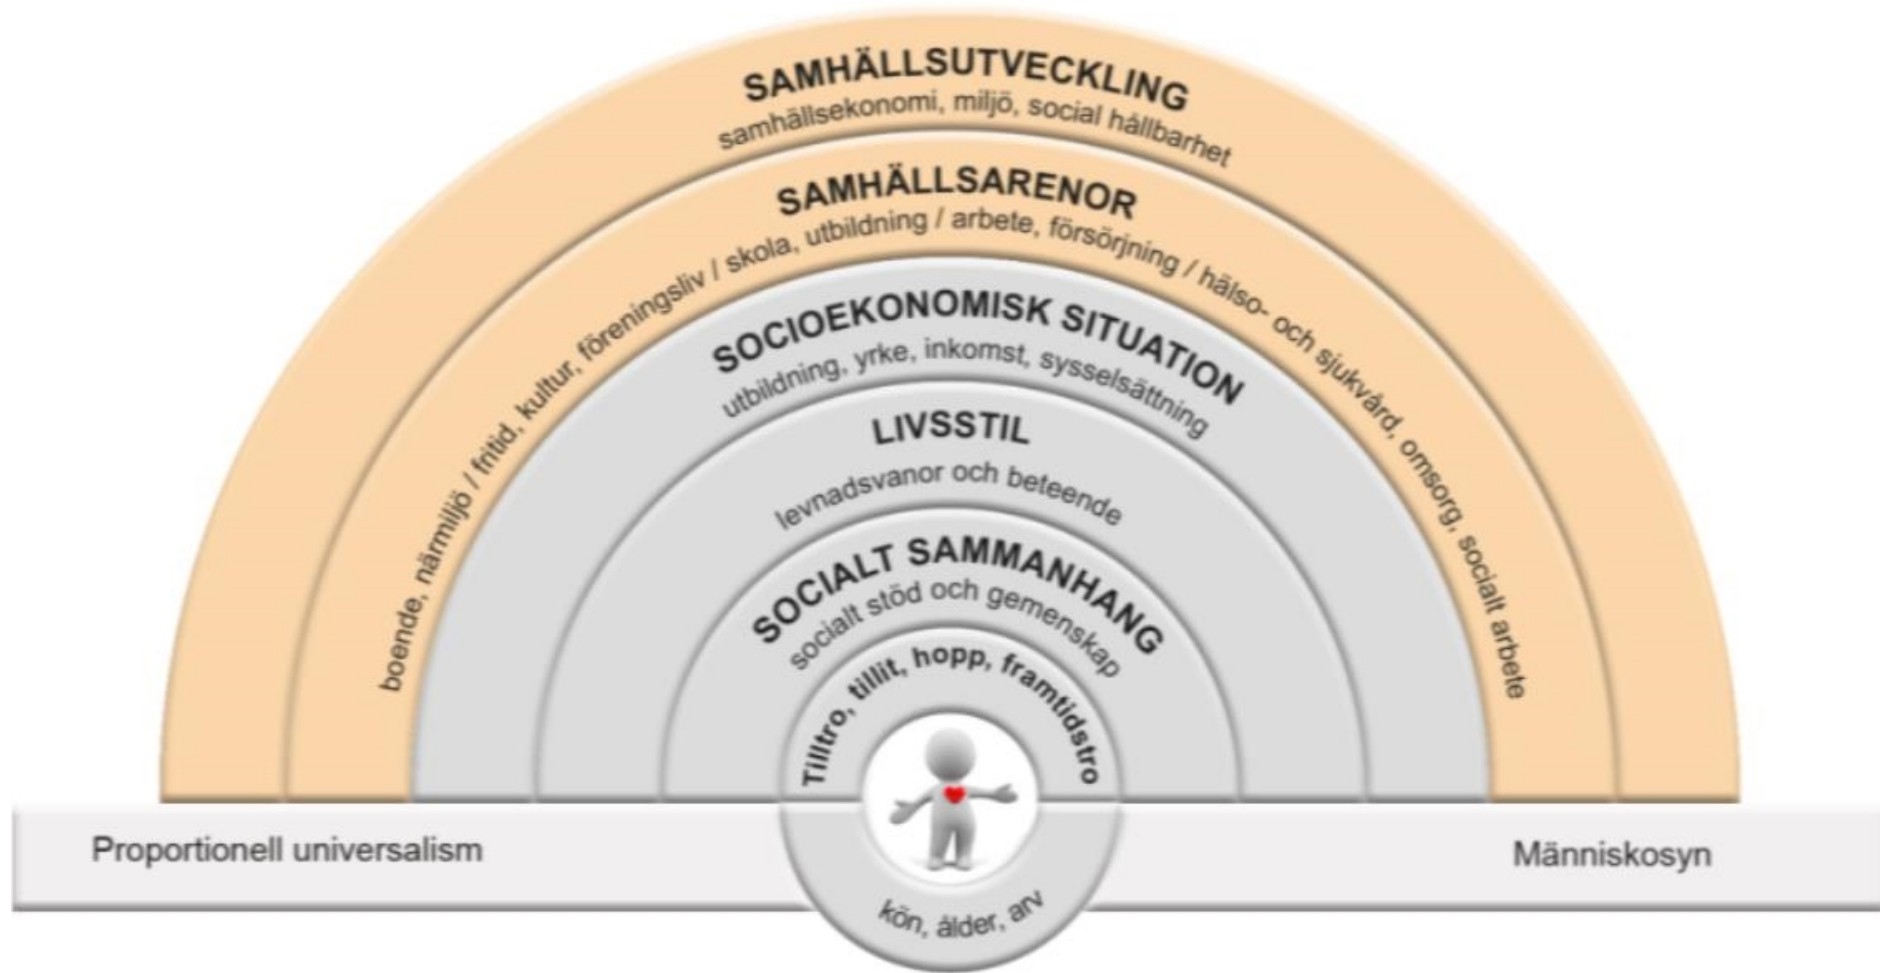 SAMHÄLLSUTVECKLING
samhällsekonomi, miljö, social hållbarhet
SAMHÄLLSARENOR
boende, närmiljö / fritid, kultur, föreningsliv / skola, utbildning / arbete, försörjning / hälso- och sjukvård, omsorg, socialt arbete
SOCIOEKONOMISK SITUATION
utbildning, yrke, inkomst, sysselsättning
LIVSSTIL
levnadsvanor och beteende
SOCIALT SAMMANHANG
socialt stöd och gemenskap
Tilltro, tillit, hopp, framtidstro
Proportionell universalism
Människosyn
kön, ålder, arv